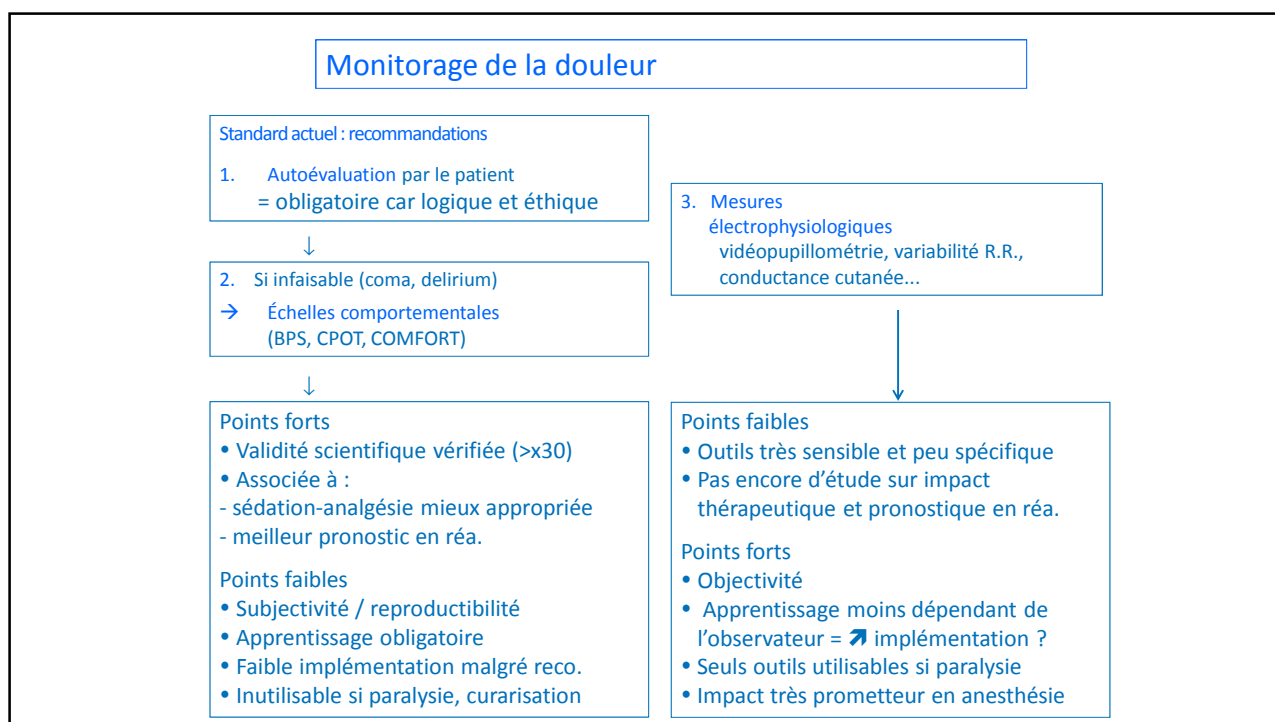 Monitorage de la douleur
Standard actuel : recommandations
1. Autoévaluation par le patient
= obligatoire car logique et éthique
↓
2. Si infaisable (coma, delirium)
→ Échelles comportementales
(BPS, CPOT, COMFORT)
↓
Points forts
• Validité scientifique vérifiée (>x30)
• Associée à :
- sédation-analgésie mieux appropriée
- meilleur pronostic en réa.
Points faibles
• Subjectivité / reproductibilité
• Apprentissage obligatoire
• Faible implémentation malgré reco.
• Inutilisable si paralysie, curarisation
3. Mesures
électrophysiologiques
vidéopupillométrie, variabilité R.R.,
conductance cutanée...
Points faibles
• Outils très sensible et peu spécifique
• Pas encore d’étude sur impact
thérapeutique et pronostique en réa.
Points forts
• Objectivité
• Apprentissage moins dépendant de
l’observateur = ↗ implémentation ?
• Seuls outils utilisables si paralysie
• Impact très prometteur en anesthésie